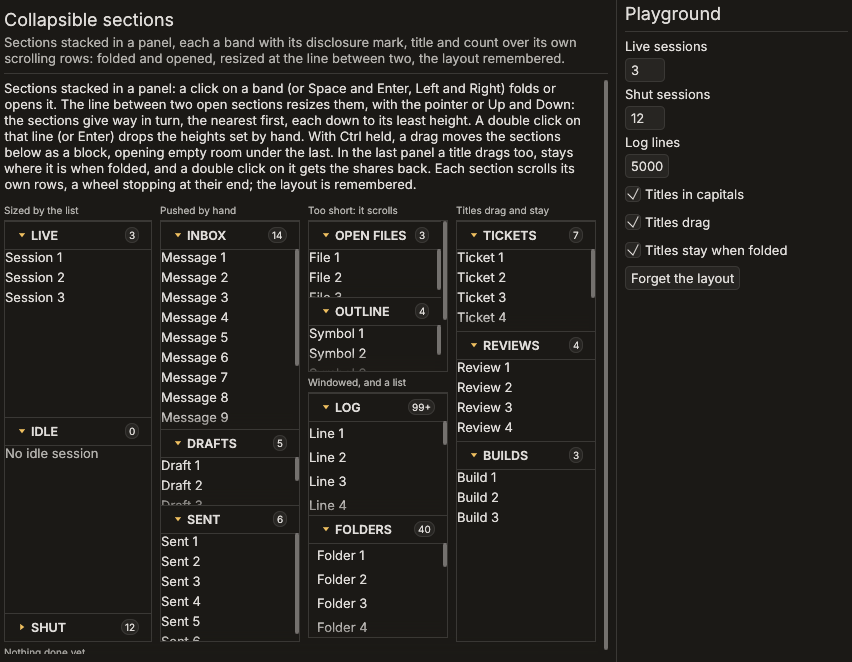 Collapsible sections
Sections stacked in a panel, each a band with its disclosure mark, title and count over its own
scrolling rows: folded and opened, resized at the line between two, the layout remembered.
Sections stacked in a panel: a click on a band (or Space and Enter, Left and Right) folds or
opens it. The line between two open sections resizes them, with the pointer or Up and Down:
the sections give way in turn, the nearest first, each down to its least height. A double click on
that line (or Enter) drops the heights set by hand. With Ctrl held, a drag moves the sections
below as a block, opening empty room under the last. In the last panel a title drags too, stays
where it is when folded, and a double click on it gets the shares back. Each section scrolls its
own rows, a wheel stopping at their end; the layout is remembered.
Sized by the list
LIVE 3
Session 1
Session 2
Session 3
IDLE 0
No idle session
SHUT 12
Nothing done yet
Pushed by hand
INBOX 14
Message 1
Message 2
Message 3
Message 4
Message 5
Message 6
Message 7
Message 8
Message 9
DRAFTS 5
Draft 1
Draft 2
Draft 3
SENT 6
Sent 1
Sent 2
Sent 3
Sent 4
Sent 5
Sent 6
Too short: it scrolls
OPEN FILES 3
File 1
File 2
File 3
OUTLINE 4
Symbol 1
Symbol 2
Symbol 3
Windowed, and a list
LOG 99+
Line 1
Line 2
Line 3
Line 4
FOLDERS 40
Folder 1
Folder 2
Folder 3
Folder 4
Titles drag and stay
TICKETS 7
Ticket 1
Ticket 2
Ticket 3
Ticket 4
REVIEWS 4
Review 1
Review 2
Review 3
Review 4
BUILDS 3
Build 1
Build 2
Build 3
Playground
Live sessions
3
Shut sessions
12
Log lines
5000
Titles in capitals
Titles drag
Titles stay when folded
Forget the layout